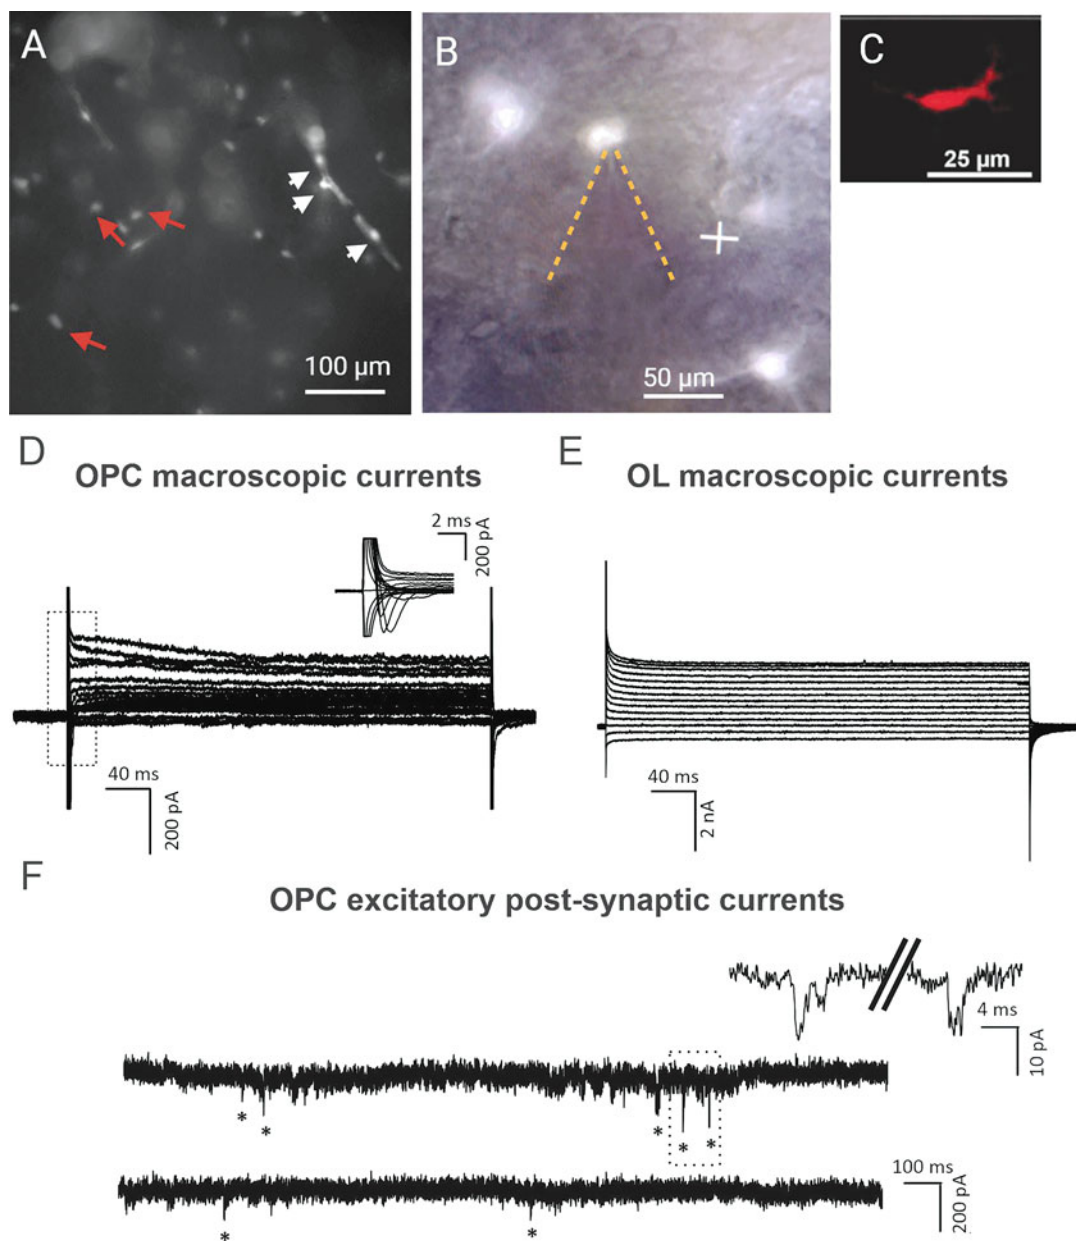 A
B
C
25 µm
100 µm
50 µm
D
OPC macroscopic currents
2 ms
200 pA
40 ms
200 pA
E
OL macroscopic currents
40 ms
2 nA
F
OPC excitatory post-synaptic currents
4 ms
10 pA
* * * * *
100 ms
200 pA
* *